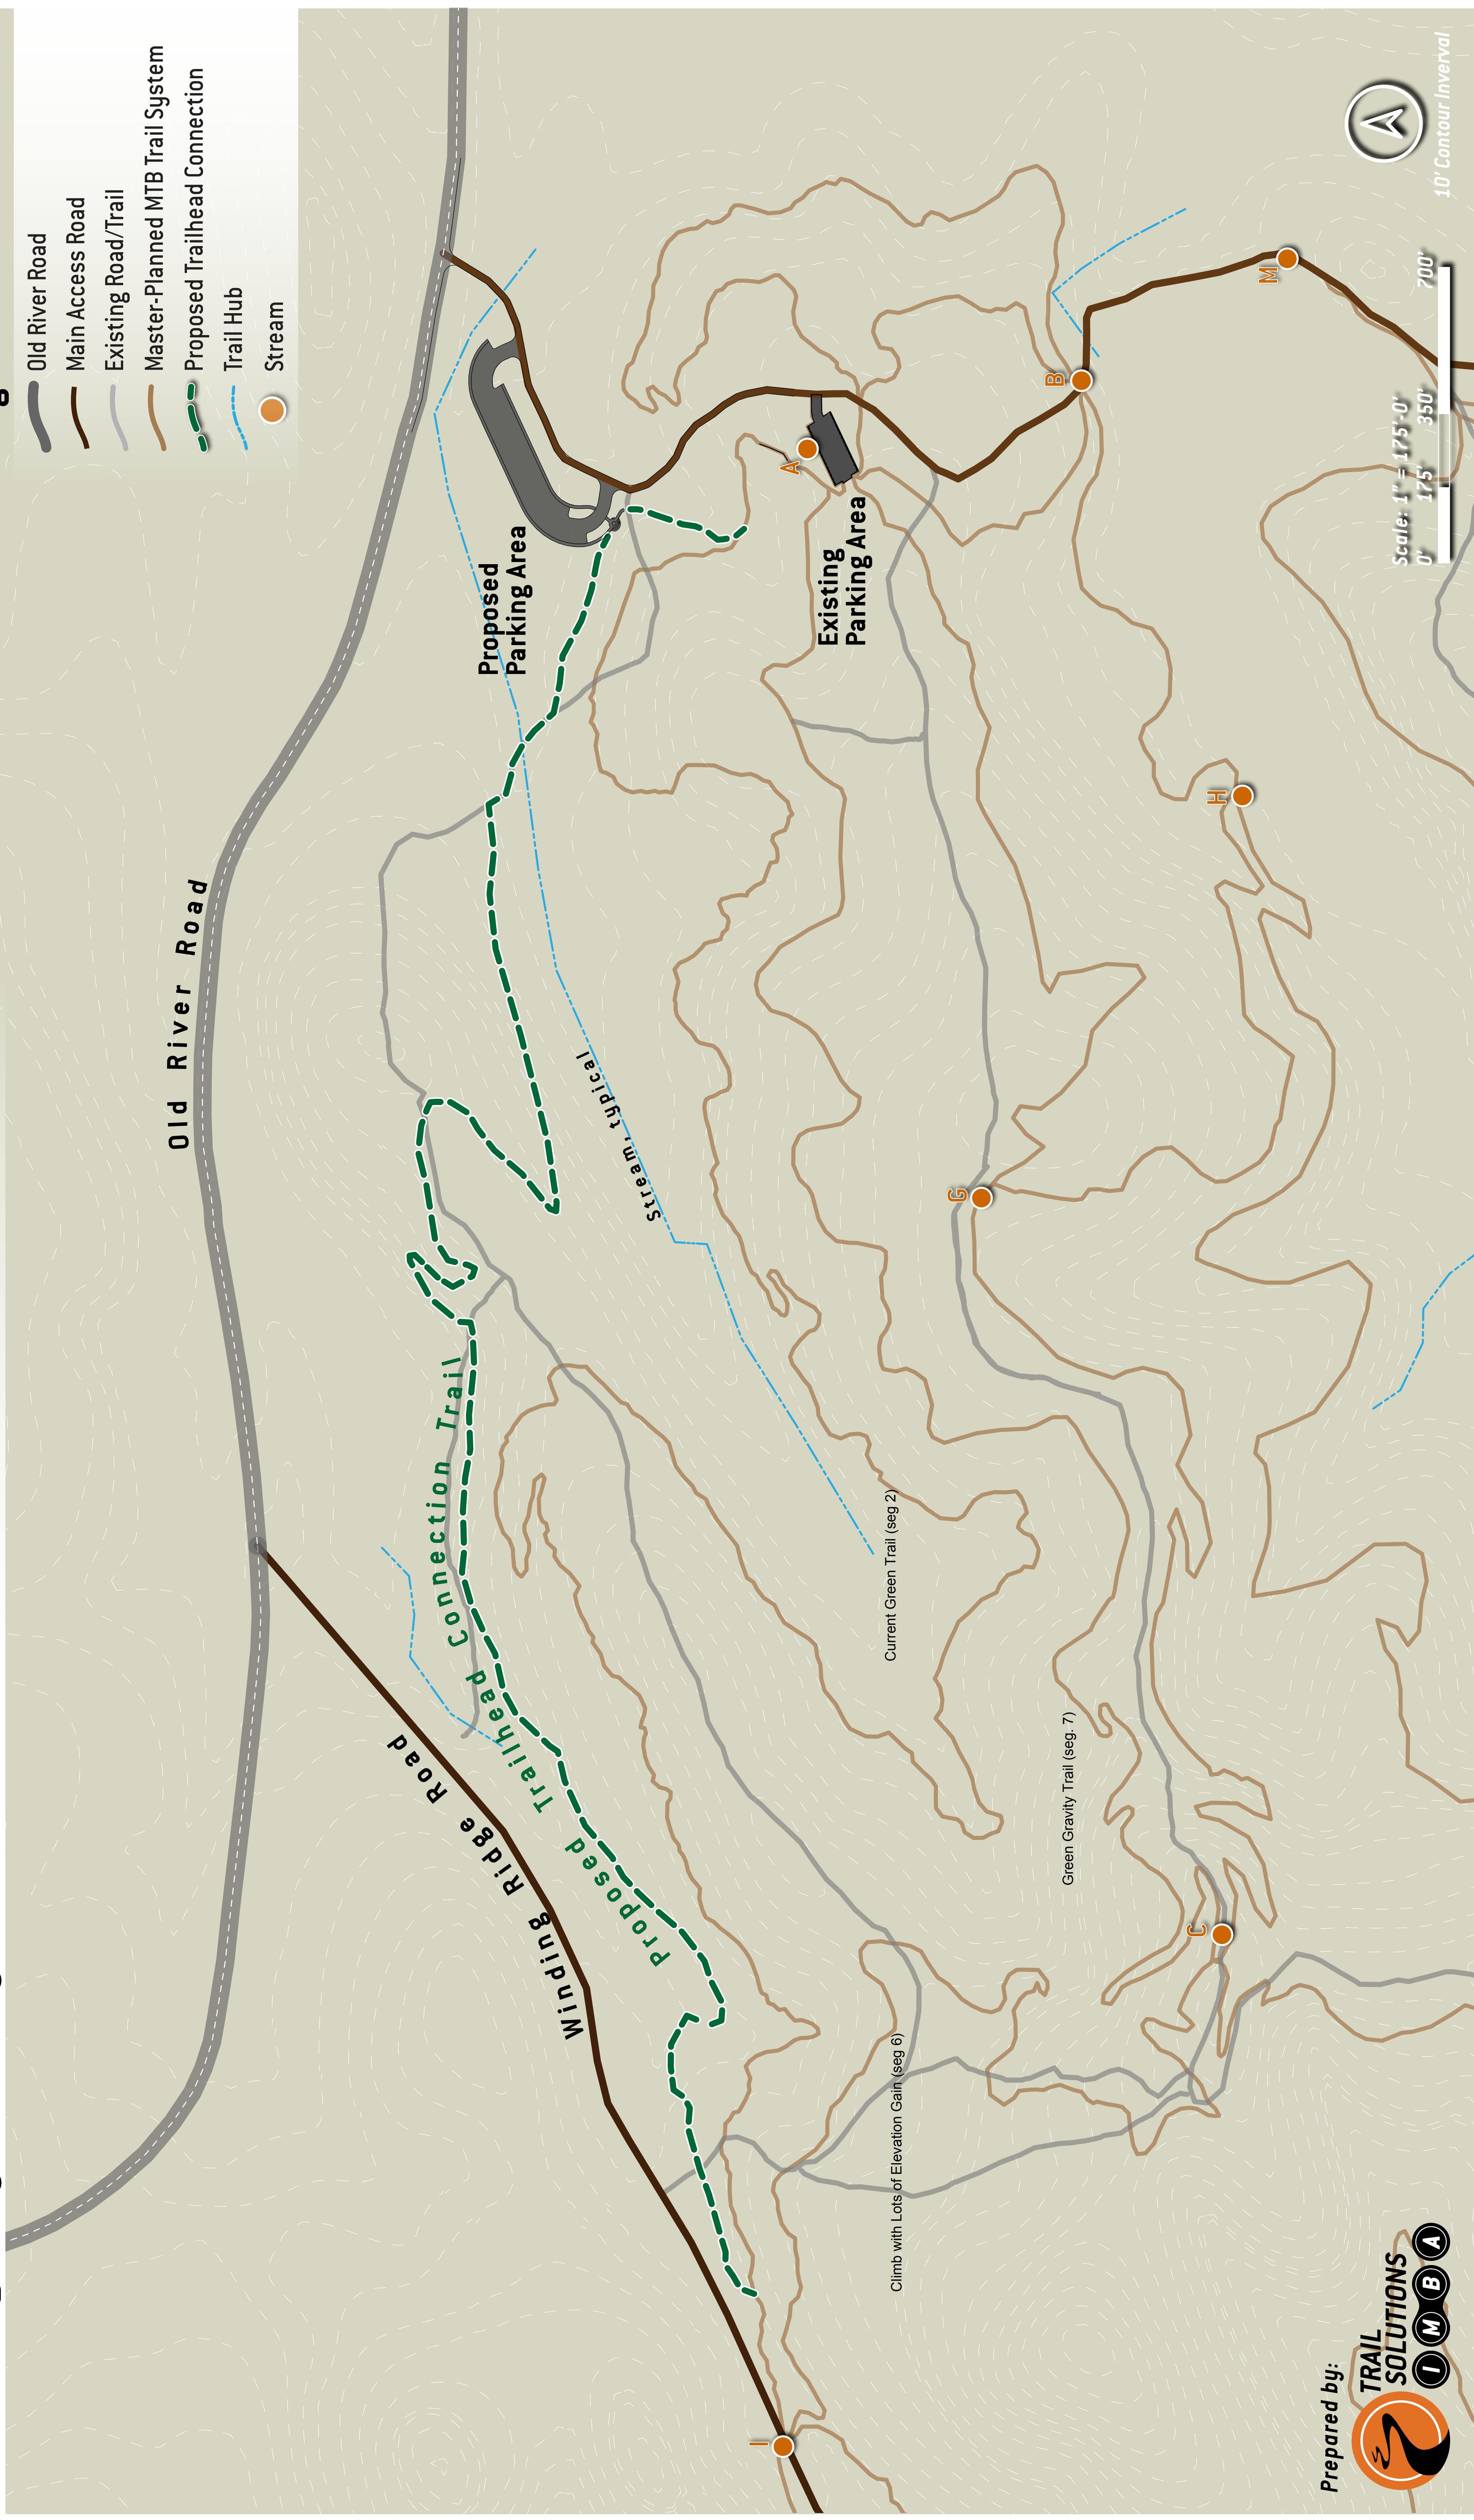 Old River Road
Main Access Road
Existing Road/Trail
Master-Planned MTB Trail System
Proposed Trailhead Connection
Trail Hub
Stream
Old River Road
Proposed
Parking Area
Existing
Parking Area
A
B
M
H
G
C
I
Stream, typical
Proposed Trailhead Connection Trail
Winding Ridge Road
Current Green Trail (seg 2)
Green Gravity Trail (seg. 7)
Climb with Lots of Elevation Gain (seg 6)
Prepared by:
TRAIL
SOLUTIONS
IMBA
Scale: 1" = 175'-0'
0' 175' 350' 700'
10' Contour Inverval